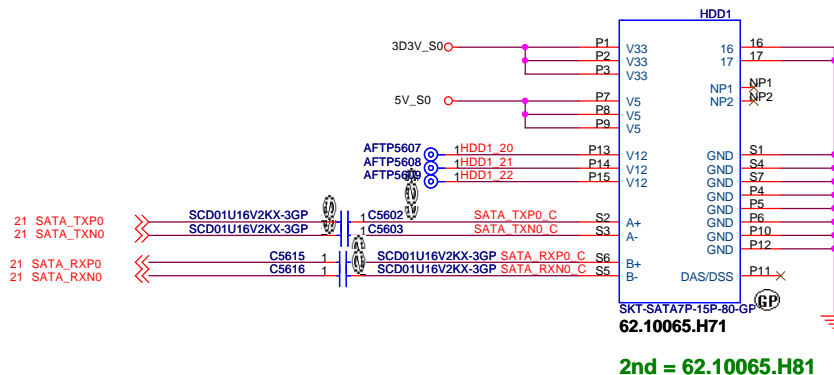 HDD1
3D3V_S0 P1 V33 16 16
P2 V33 17 17
P3 V33
NP1 NP1
5V_S0 P7 V5 NP2 NP2
P8 V5
P9 V5
AFTP5607 1 HDD1_20 P13 V12 GND S1
AFTP5608 1 HDD1_21 P14 V12 GND S4
AFTP5609 1 HDD1_22 P15 V12 GND S7
GND P4
GND P5
21 SATA_TXP0 SCD01U16V2KX-3GP 1 C5602 SATA_TXP0_C S2 A+ GND P6
21 SATA_TXN0 SCD01U16V2KX-3GP 1 C5603 SATA_TXN0_C S3 A- GND P10
GND P12
21 SATA_RXP0 C5615 1 SCD01U16V2KX-3GP SATA_RXP0_C S6 B+
21 SATA_RXN0 C5616 1 SCD01U16V2KX-3GP SATA_RXN0_C S5 B- DAS/DSS P11
GP
SKT-SATA7P-15P-80-GP
62.10065.H71
2nd = 62.10065.H81